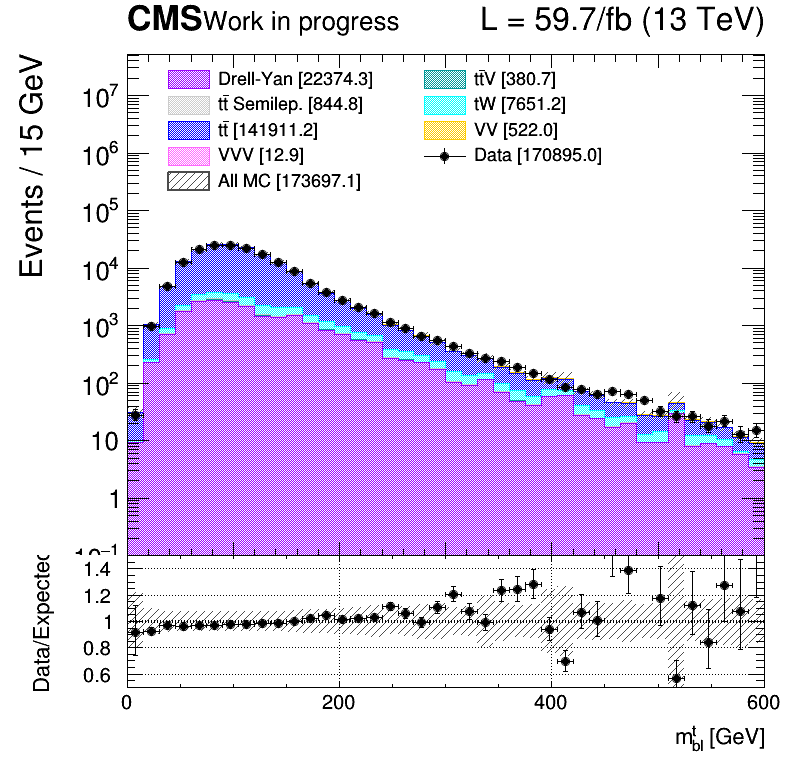 CMS Work in progress L = 59.7/fb (13 TeV)
Events / 15 GeV
Drell-Yan [22374.3]
tt̄ Semilep. [844.8]
tt̄ [141911.2]
VVV [12.9]
All MC [173697.1]
tt̄V [380.7]
tW [7651.2]
VV [522.0]
Data [170895.0]
10⁷
10⁶
10⁵
10⁴
10³
10²
10
1
10⁻¹
Data/Expected
1.4
1.2
1
0.8
0.6
0 200 400 600
mᵗbl [GeV]